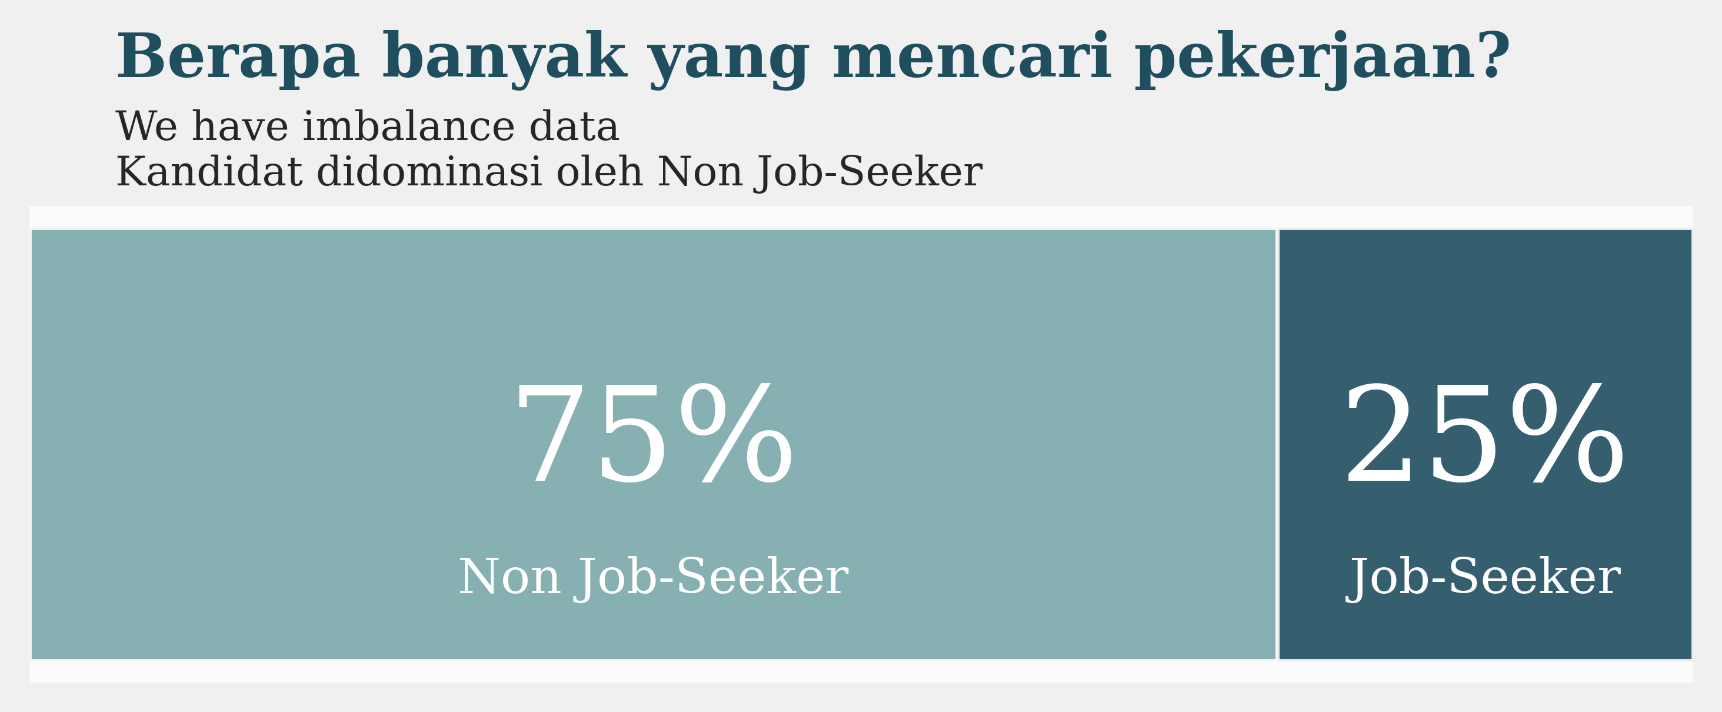 Berapa banyak yang mencari pekerjaan?
We have imbalance data
Kandidat didominasi oleh Non Job-Seeker
75%
Non Job-Seeker
25%
Job-Seeker